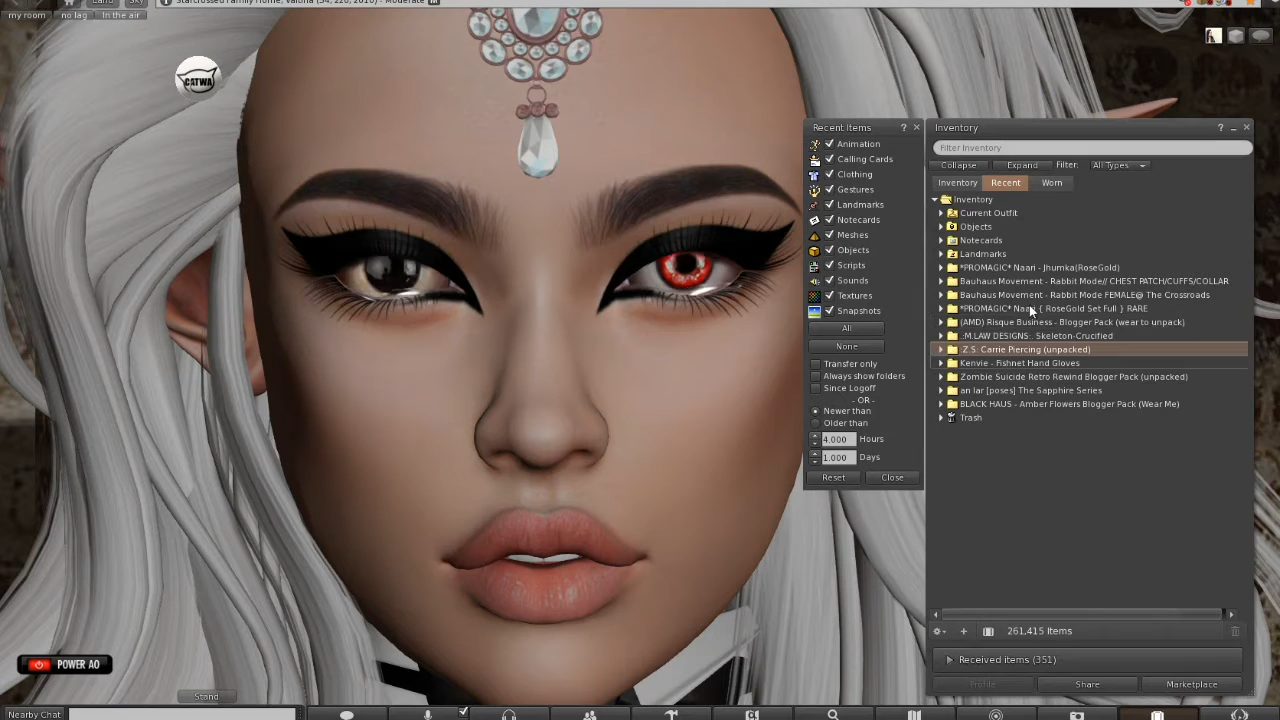 Starcrossed Family Home, Valona (54, 226, 2010) - Moderate
my room
no lag
In the air
CATWA
Recent Items
?
Animation
Calling Cards
Clothing
Gestures
Landmarks
Notecards
Meshes
Objects
Scripts
Sounds
Textures
Snapshots
All
None
Transfer only
Always show folders
Since Logoff
- OR -
Newer than
Older than
4.000 Hours
1.000 Days
Reset
Close
Inventory
?
Filter Inventory
Collapse
Expand
Filter:
All Types
Inventory
Recent
Worn
Inventory
Current Outfit
Objects
Notecards
Landmarks
*PROMAGIC* Naari - Jhumka(RoseGold)
Bauhaus Movement - Rabbit Mode// CHEST PATCH/CUFFS/COLLAR
Bauhaus Movement - Rabbit Mode FEMALE@ The Crossroads
*PROMAGIC* { RoseGold Set Full } RARE
(AMD) Risque Business - Blogger Pack (wear to unpack)
.:M.LAW DESIGNS:. Skeleton-Crucified
:Z.S: Carrie Piercing (unpacked)
Kenvie - Fishnet Hand Gloves
Zombie Suicide Retro Rewind Blogger Pack (unpacked)
an lar [poses] The Sapphire Series
BLACK HAUS - Amber Flowers Blogger Pack (Wear Me)
Trash
261,415 Items
Received items (351)
Profile
Share
Marketplace
POWER AO
Stand
Nearby Chat